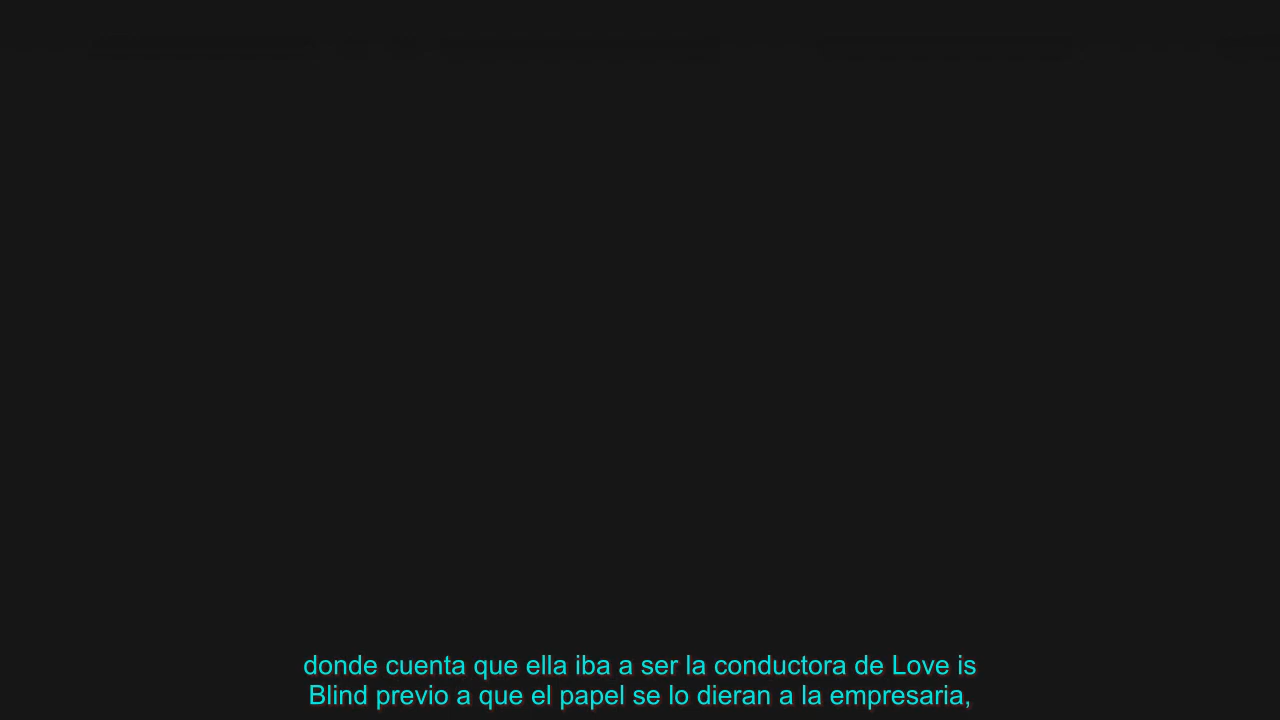 donde cuenta que ella iba a ser la conductora de Love is
Blind previo a que el papel se lo dieran a la empresaria,